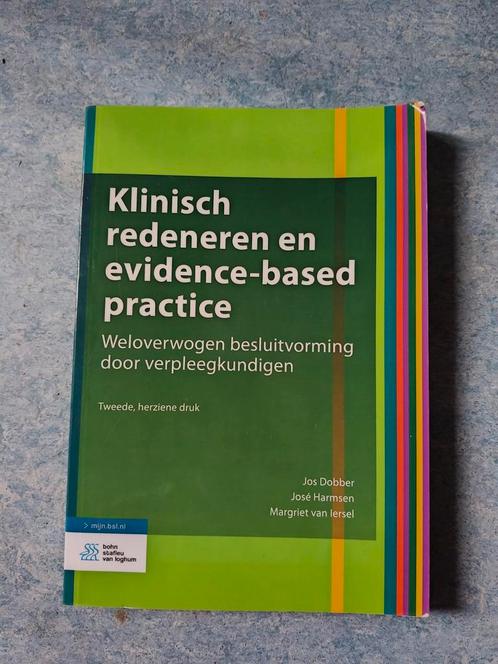 Klinisch
redeneren en
evidence-based
practice
Weloverwogen besluitvorming
door verpleegkundigen
Tweede, herziene druk
Jos Dobber
José Harmsen
Margriet van Iersel
> mijn.bsl.nl
bohn
stafleu
van loghum